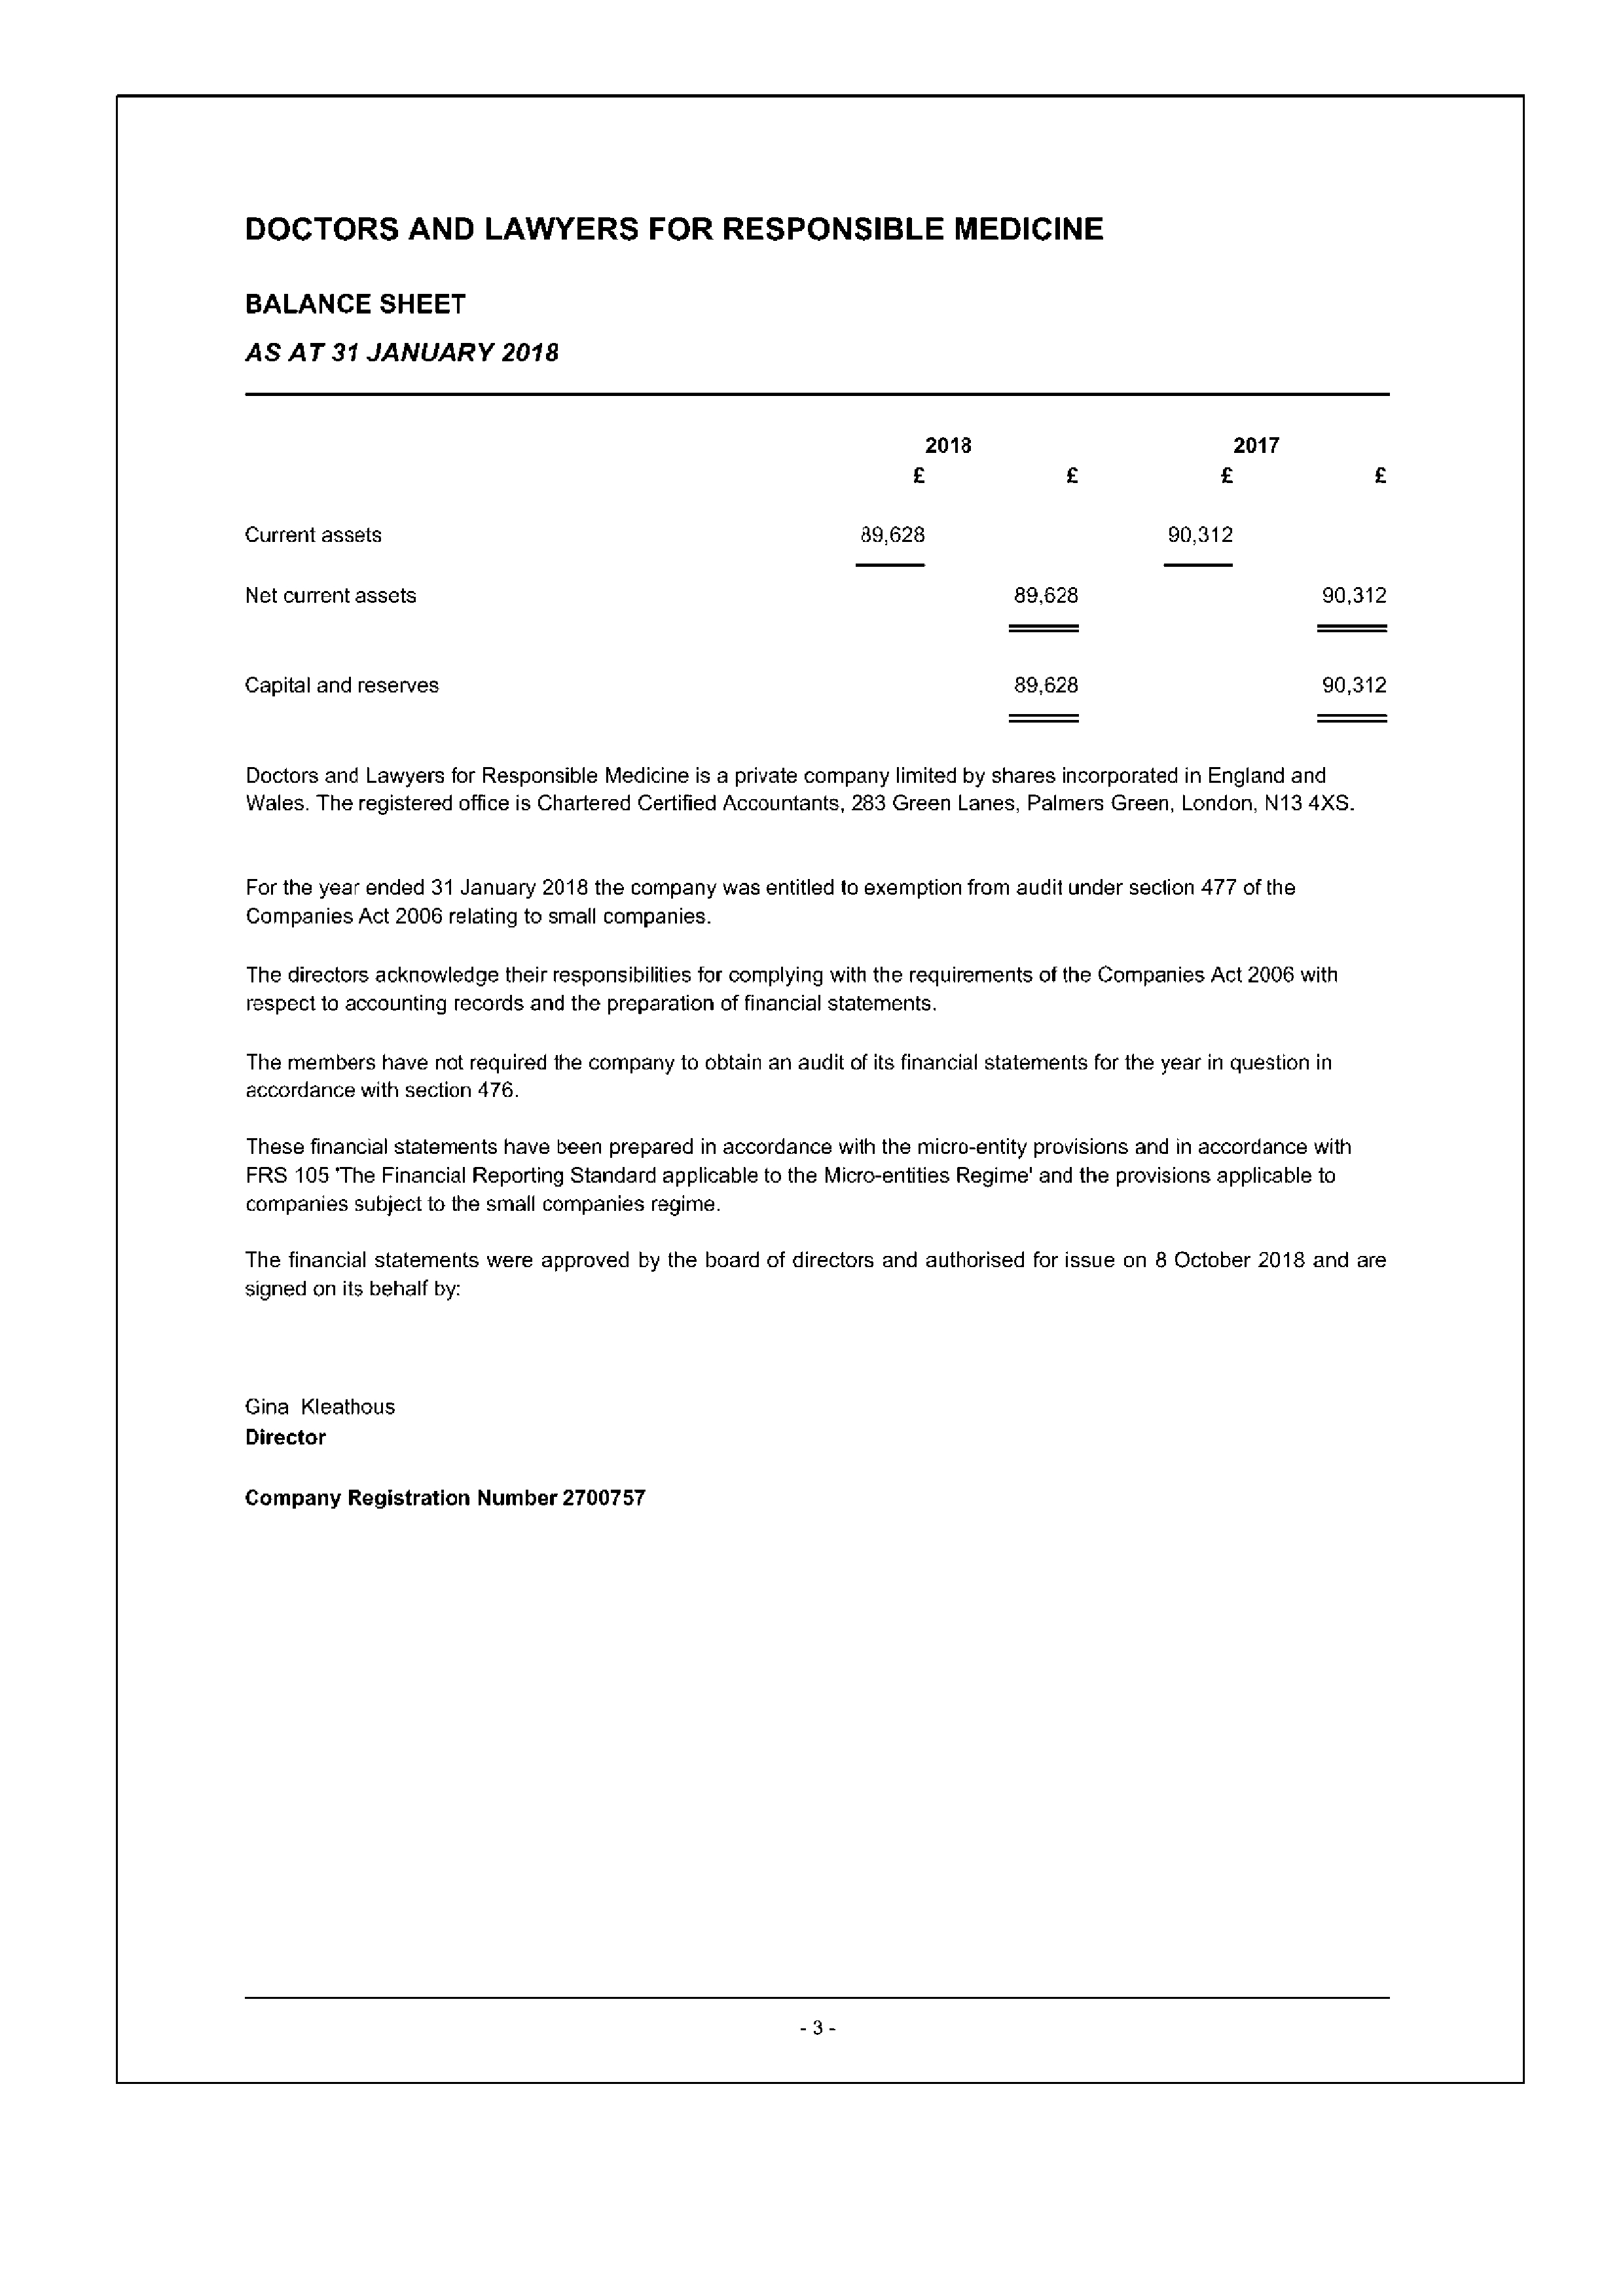 DOCTORS AND LAWYERS FOR RESPONSIBLE MEDICINE
BALANCE SHEET
AS AT 31 JANUARY 2018
2018 2017
£ £ £ £
Current assets 89,628 90,312
Net current assets 89,628 90,312
Capital and reserves 89,628 90,312
Doctors and Lawyers for Responsible Medicine is a private company limited by shares incorporated in England and
Wales. The registered office is Chartered Certified Accountants, 283 Green Lanes, Palmers Green, London, N13 4XS.
For the year ended 31 January 2018 the company was entitled to exemption from audit under section 477 of the
Companies Act 2006 relating to small companies.
The directors acknowledge their responsibilities for complying with the requirements of the Companies Act 2006 with
respect to accounting records and the preparation of financial statements.
The members have not required the company to obtain an audit of its financial statements for the year in question in
accordance with section 476.
These financial statements have been prepared in accordance with the micro-entity provisions and in accordance with
FRS 105 'The Financial Reporting Standard applicable to the Micro-entities Regime' and the provisions applicable to
companies subject to the small companies regime.
The financial statements were approved by the board of directors and authorised for issue on 8 October 2018 and are
signed on its behalf by:
Gina Kleathous
Director
Company Registration Number 2700757
- 3 -